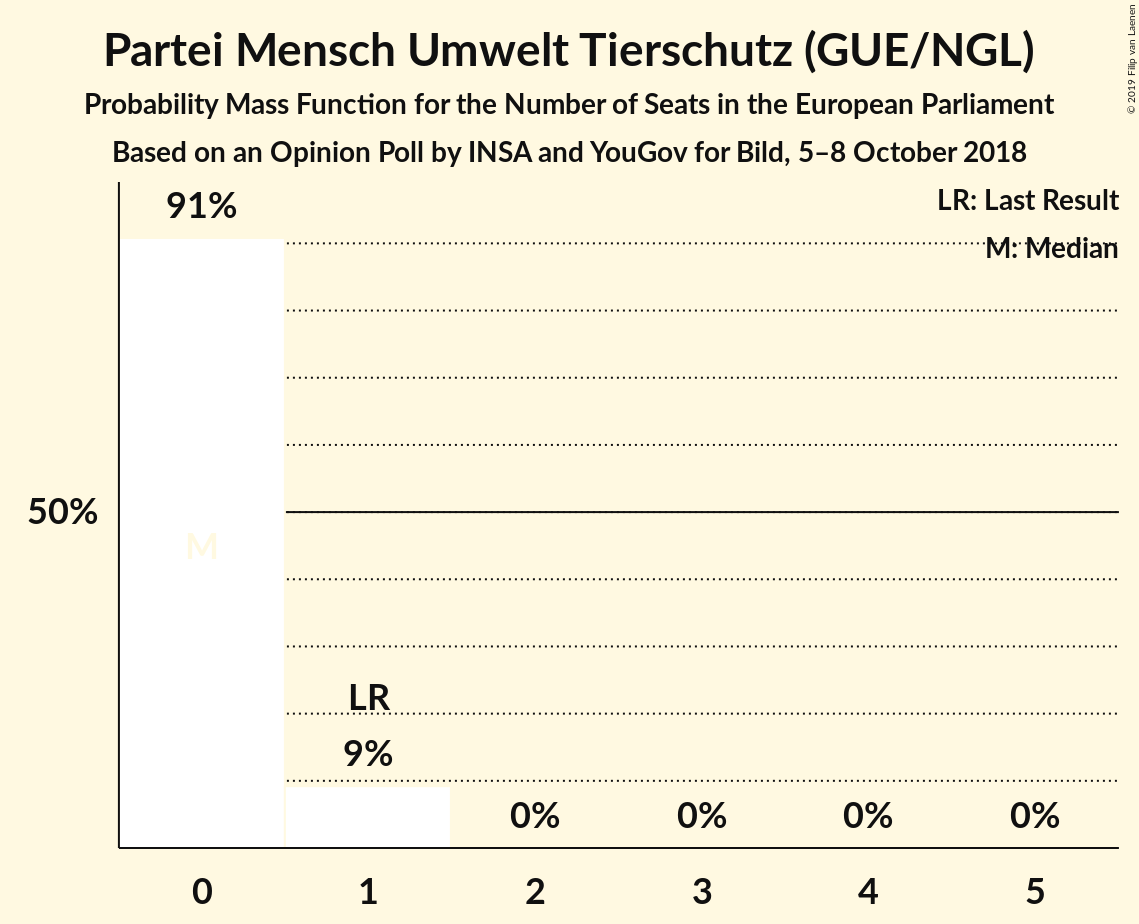 Partei Mensch Umwelt Tierschutz (GUE/NGL)
Probability Mass Function for the Number of Seats in the European Parliament
Based on an Opinion Poll by INSA and YouGov for Bild, 5–8 October 2018
© 2019 Filip van Laenen
LR: Last Result
M: Median
91%
50%
M
LR
9%
0% 0% 0% 0%
0 1 2 3 4 5